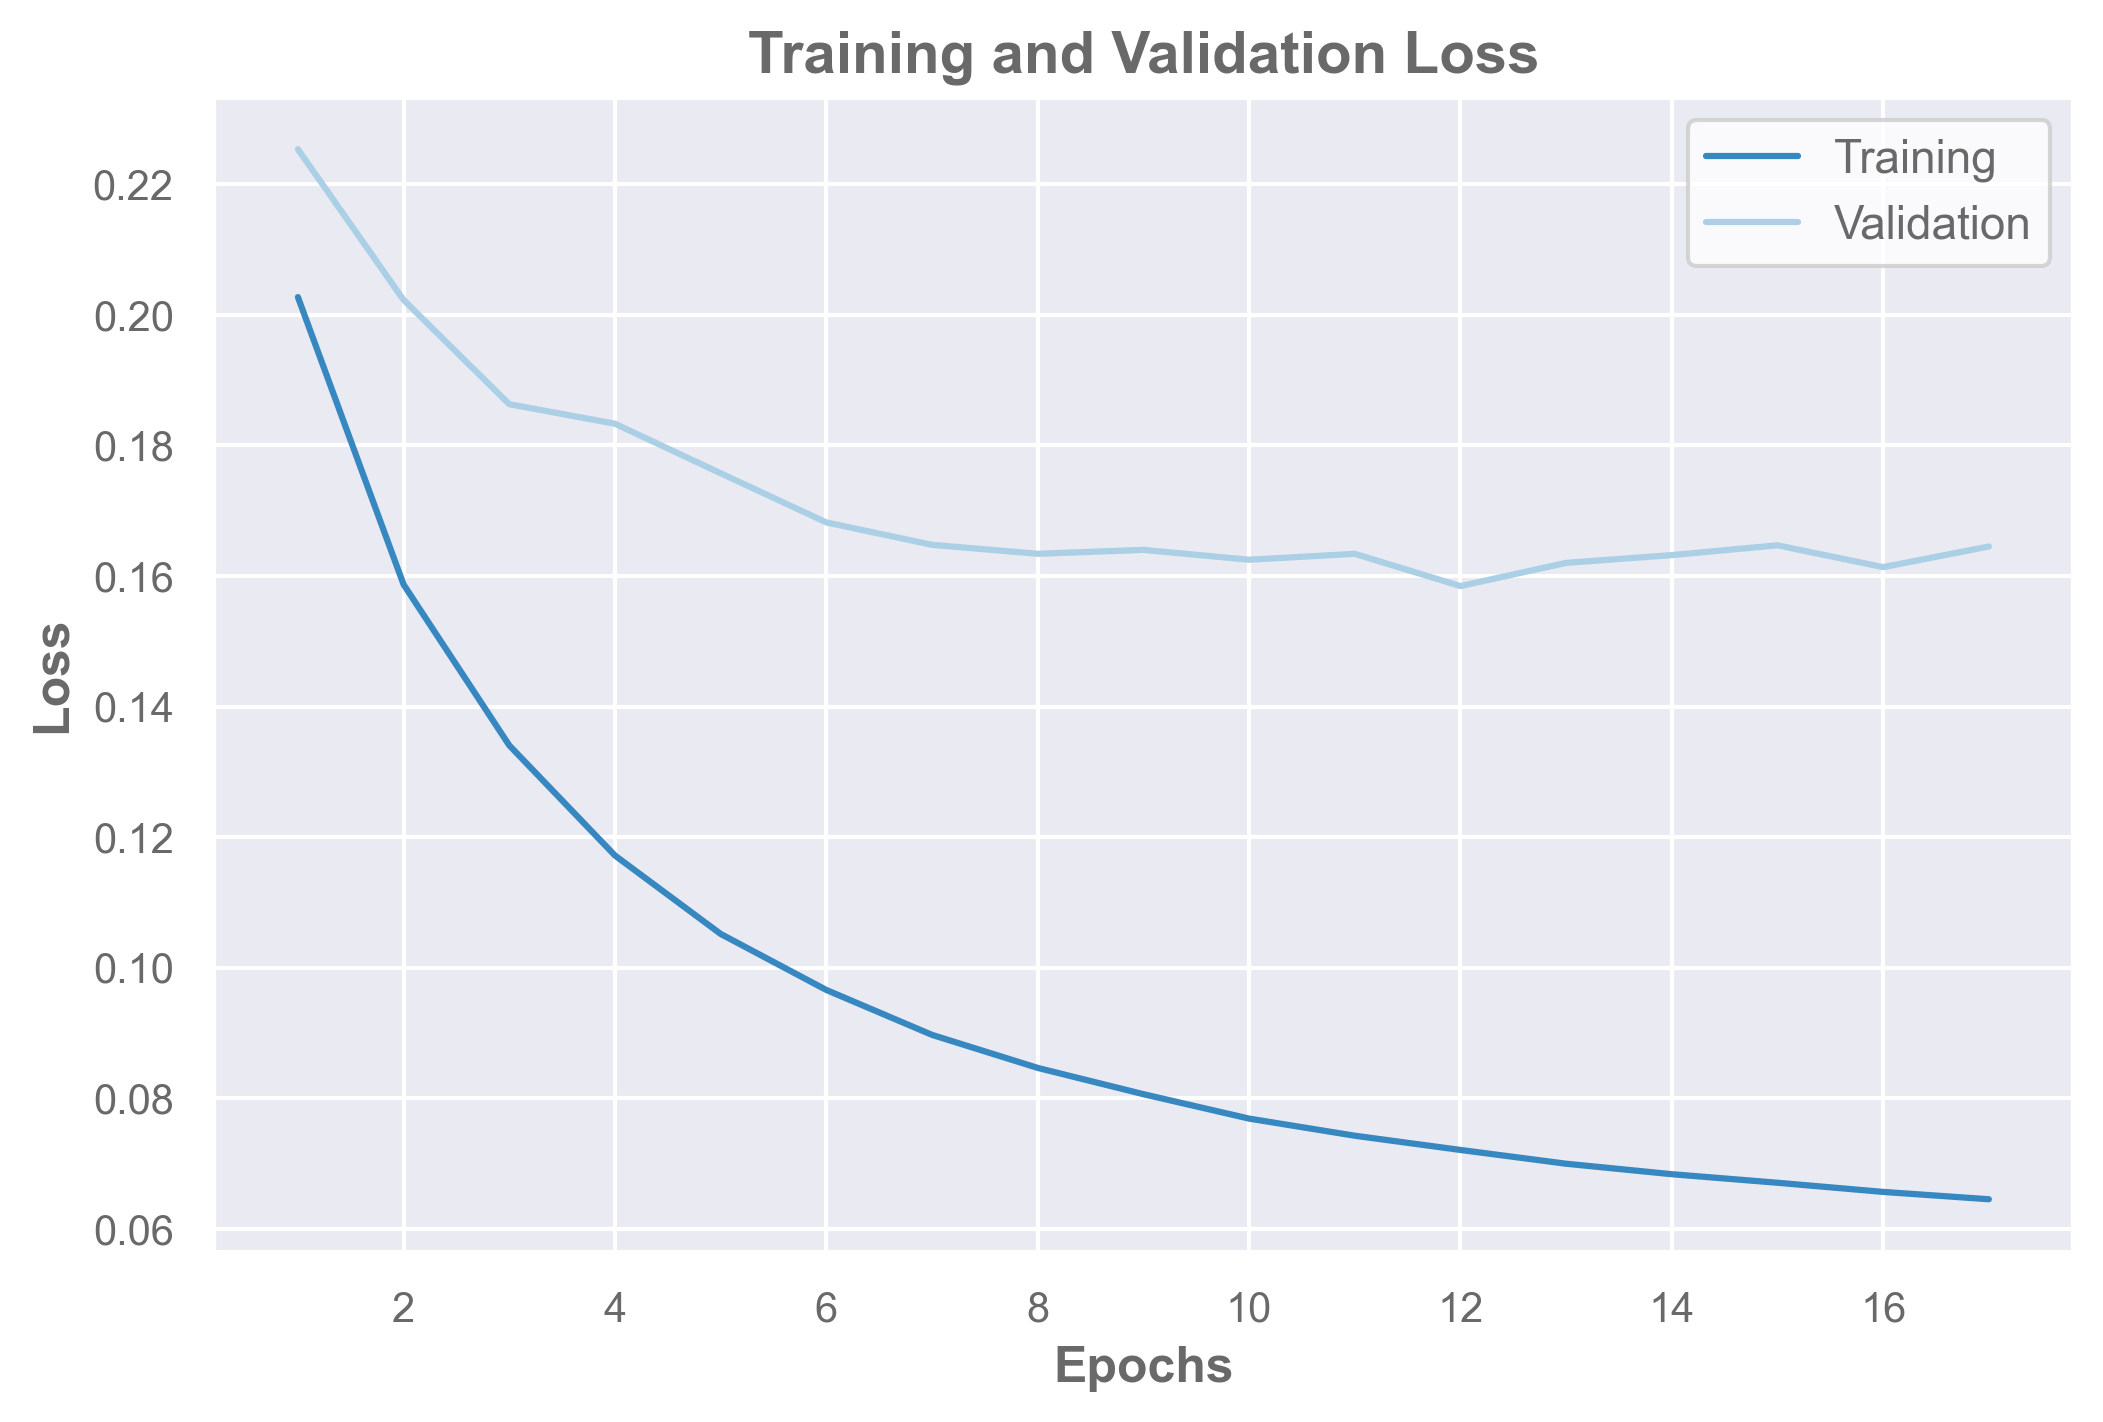 Training and Validation Loss
Training
Validation
0.22
0.20
0.18
0.16
0.14
0.12
0.10
0.08
0.06
Loss
2 4 6 8 10 12 14 16
Epochs